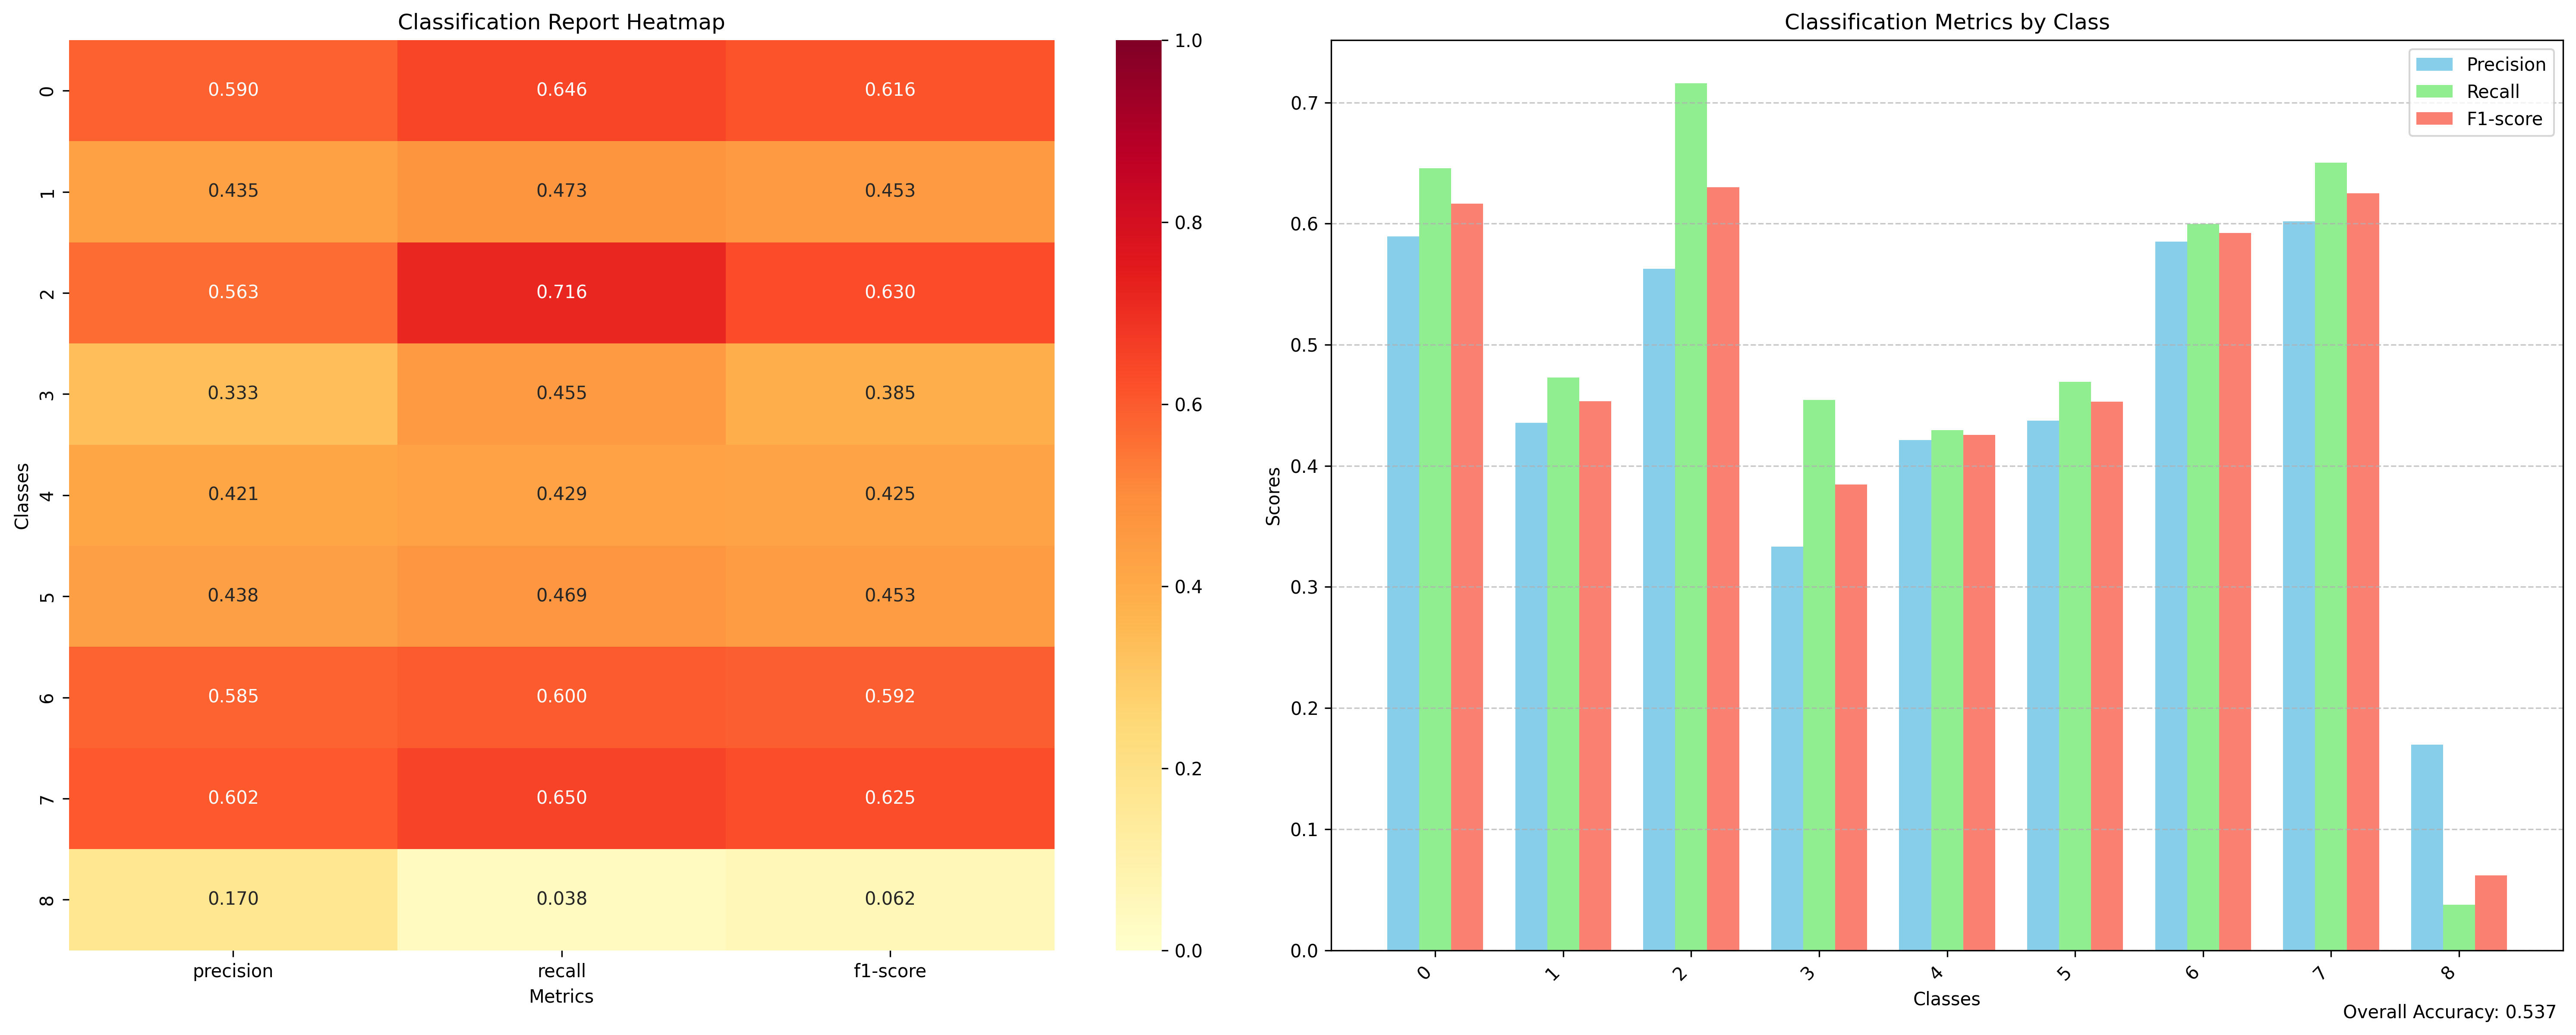 Classification Report Heatmap
0 0.590 0.646 0.616
1 0.435 0.473 0.453
2 0.563 0.716 0.630
3 0.333 0.455 0.385
4 0.421 0.429 0.425
5 0.438 0.469 0.453
6 0.585 0.600 0.592
7 0.602 0.650 0.625
8 0.170 0.038 0.062
Classes
precision recall f1-score
Metrics
1.0
0.8
0.6
0.4
0.2
0.0
Classification Metrics by Class
Precision
Recall
F1-score
0.7
0.6
0.5
0.4
0.3
0.2
0.1
0.0
Scores
0 1 2 3 4 5 6 7 8
Classes
Overall Accuracy: 0.537